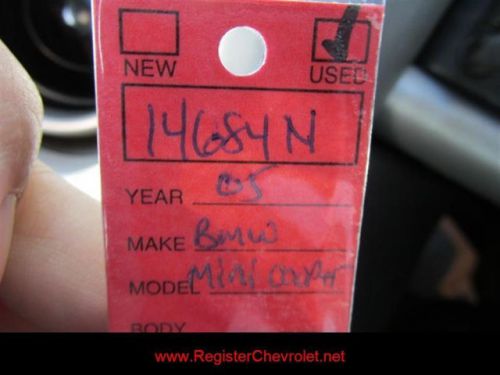 NEW USED
14684N
YEAR 05
MAKE BMW
MODEL Mini Cooper
BODY
www.RegisterChevrolet.net